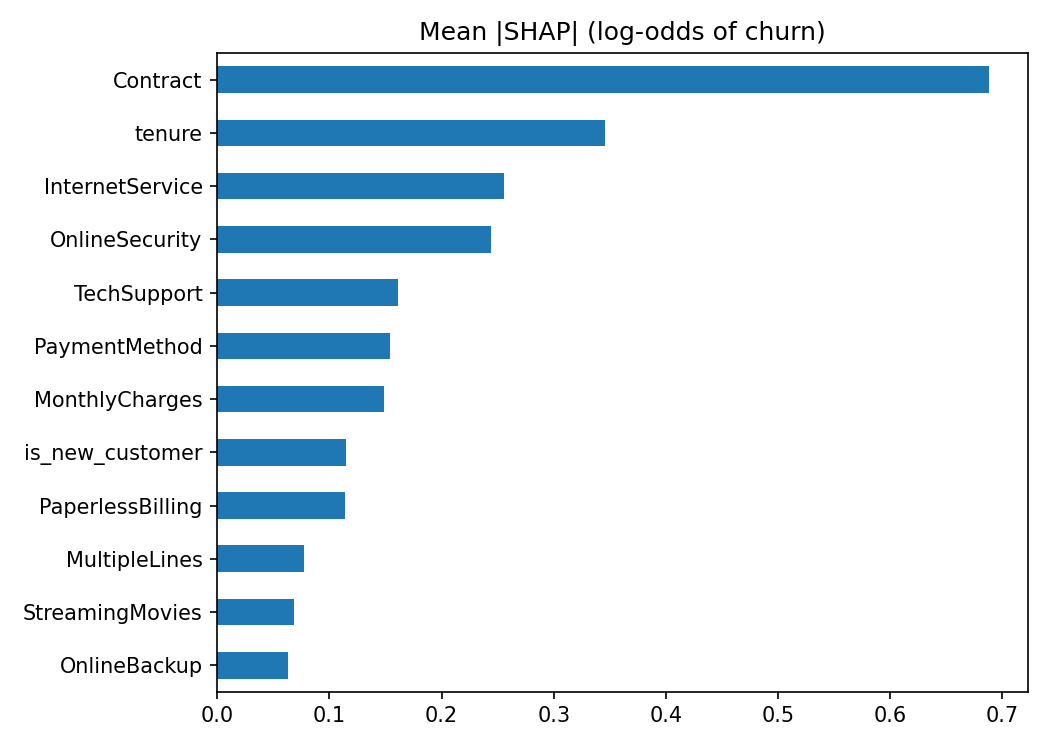 Mean |SHAP| (log-odds of churn)
Contract
tenure
InternetService
OnlineSecurity
TechSupport
PaymentMethod
MonthlyCharges
is_new_customer
PaperlessBilling
MultipleLines
StreamingMovies
OnlineBackup
0.0 0.1 0.2 0.3 0.4 0.5 0.6 0.7